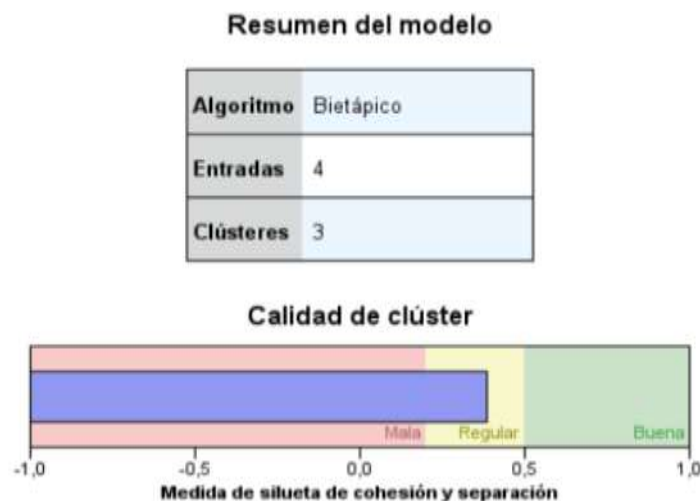 Resumen del modelo
Algoritmo Bietápico
Entradas 4
Clústeres 3
Calidad de clúster
Mala Regular Buena
-1,0 -0,5 0,0 0,5 1,0
Medida de silueta de cohesión y separación